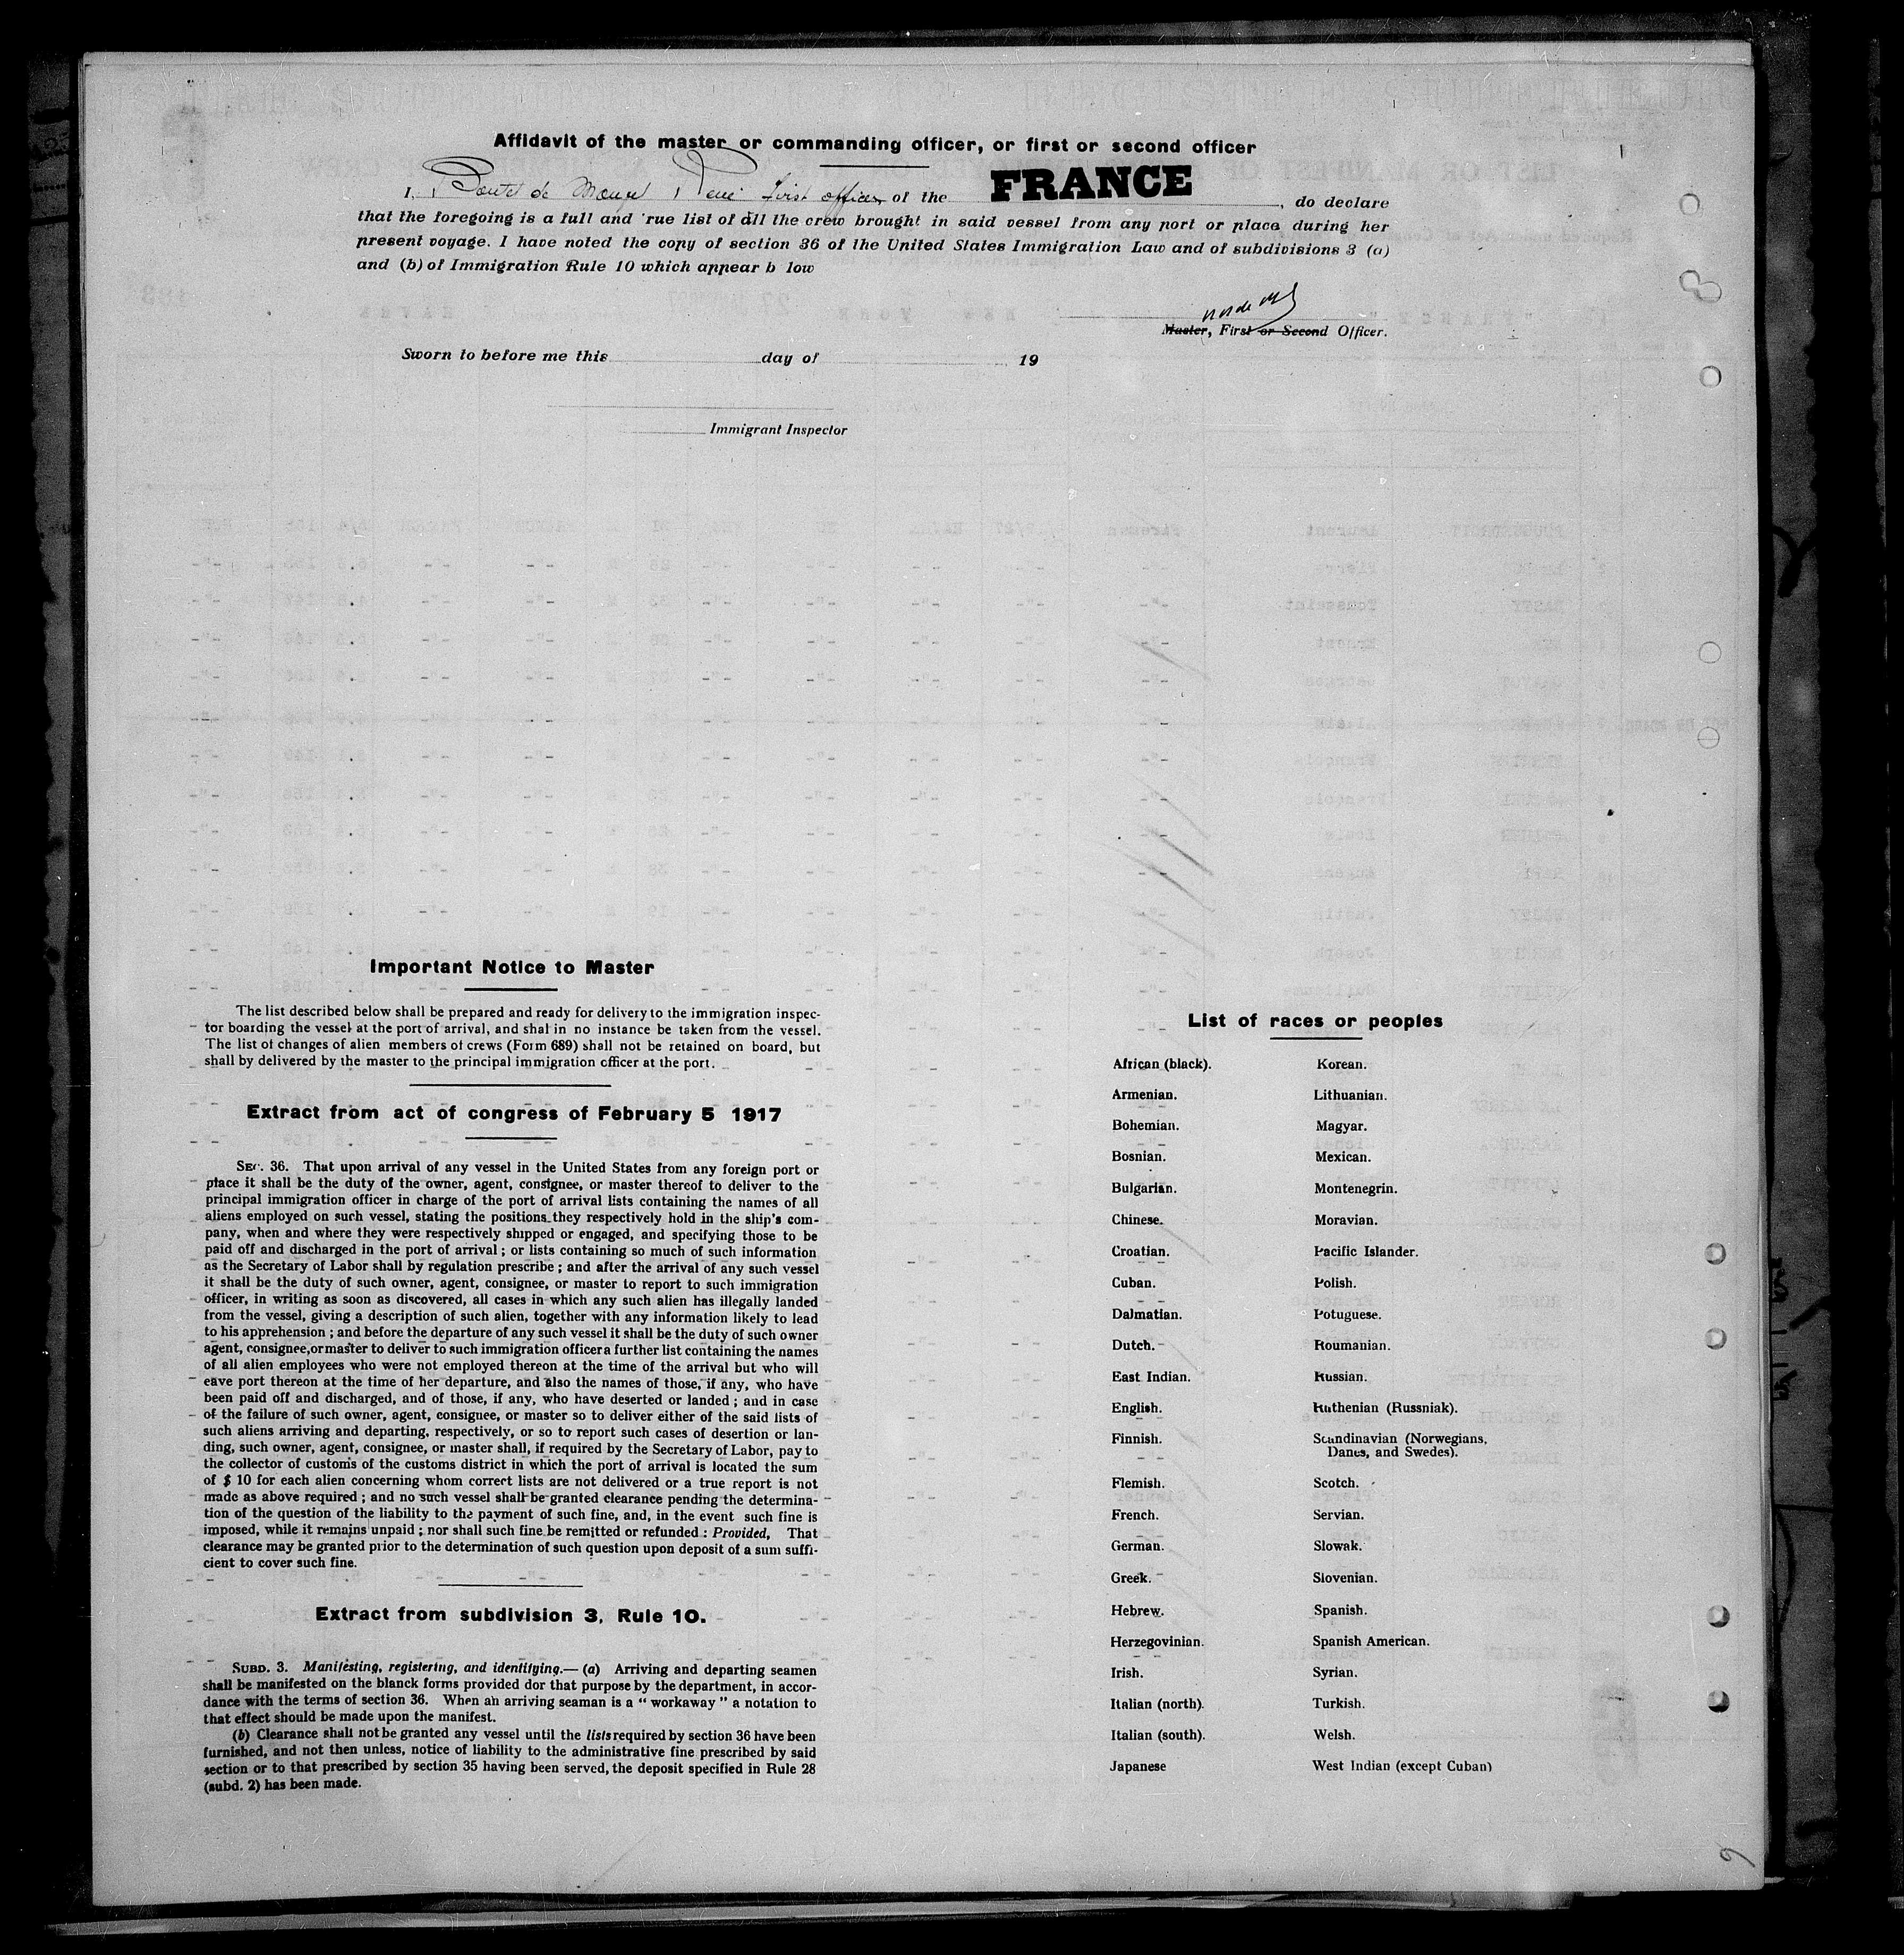 Affidavit of the master or commanding officer, or first or second officer
I, de first officer of the FRANCE, do declare
that the foregoing is a full and rue list of all the crew brought in said vessel from any port or place during her
present voyage. I have noted the copy of section 36 of the United States Immigration Law and of subdivisions 3 (a)
and (b) of Immigration Rule 10 which appear b low
Master, First or Second Officer.
Sworn to before me this day of 19
Immigrant Inspector
Important Notice to Master
The list described below shall be prepared and ready for delivery to the immigration inspec-
tor boarding the vessel at the port of arrival, and shal in no instance be taken from the vessel.
The list of changes of alien members of crews (Form 689) shall not be retained on board, but
shall by delivered by the master to the principal immigration officer at the port.
Extract from act of congress of February 5 1917
SEC. 36. That upon arrival of any vessel in the United States from any foreign port or
place it shall be the duty of the owner, agent, consignee, or master thereof to deliver to the
principal immigration officer in charge of the port of arrival lists containing the names of all
aliens employed on such vessel, stating the positions they respectively hold in the ship's com-
pany, when and where they were respectively shipped or engaged, and specifying those to be
paid off and discharged in the port of arrival ; or lists containing so much of such information
as the Secretary of Labor shall by regulation prescribe ; and after the arrival of any such vessel
it shall be the duty of such owner, agent, consignee, or master to report to such immigration
officer, in writing as soon as discovered, all cases in which any such alien has illegally landed
from the vessel, giving a description of such alien, together with any information likely to lead
to his apprehension ; and before the departure of any such vessel it shall be the duty of such owner
agent, consignee, or master to deliver to such immigration officer a further list containing the names
of all alien employees who were not employed thereon at the time of the arrival but who will
eave port thereon at the time of her departure, and also the names of those, if any, who have
been paid off and discharged, and of those, if any, who have deserted or landed ; and in case
of the failure of such owner, agent, consignee, or master so to deliver either of the said lists of
such aliens arriving and departing, respectively, or so to report such cases of desertion or lan-
ding, such owner, agent, consignee, or master shall, if required by the Secretary of Labor, pay to
the collector of customs of the customs district in which the port of arrival is located the sum
of $ 10 for each alien concerning whom correct lists are not delivered or a true report is not
made as above required ; and no such vessel shall be granted clearance pending the determina-
tion of the question of the liability to the payment of such fine, and, in the event such fine is
imposed, while it remains unpaid ; nor shall such fine be remitted or refunded : Provided, That
clearance may be granted prior to the determination of such question upon deposit of a sum suffi-
cient to cover such fine.
Extract from subdivision 3, Rule 10.
SUBD. 3. Manifesting, registering, and identifying.— (a) Arriving and departing seamen
shall be manifested on the blanck forms provided dor that purpose by the department, in accor-
dance with the terms of section 36. When an arriving seaman is a “ workaway ” a notation to
that effect should be made upon the manifest.
(b) Clearance shall not be granted any vessel until the lists required by section 36 have been
furnished, and not then unless, notice of liability to the administrative fine prescribed by said
section or to that prescribed by section 35 having been served, the deposit specified in Rule 28
(subd. 2) has been made.
List of races or peoples
African (black).
Armenian.
Bohemian.
Bosnian.
Bulgarian.
Chinese.
Croatian.
Cuban.
Dalmatian.
Dutch.
East Indian.
English.
Finnish.
Flemish.
French.
German.
Greek.
Hebrew.
Herzegovinian.
Irish.
Italian (north).
Italian (south).
Japanese
Korean.
Lithuanian.
Magyar.
Mexican.
Montenegrin.
Moravian.
Pacific Islander.
Polish.
Potuguese.
Roumanian.
Russian.
Ruthenian (Russniak).
Scandinavian (Norwegians,
Danes, and Swedes).
Scotch.
Servian.
Slowak.
Slovenian.
Spanish.
Spanish American.
Syrian.
Turkish.
Welsh.
West Indian (except Cuban)